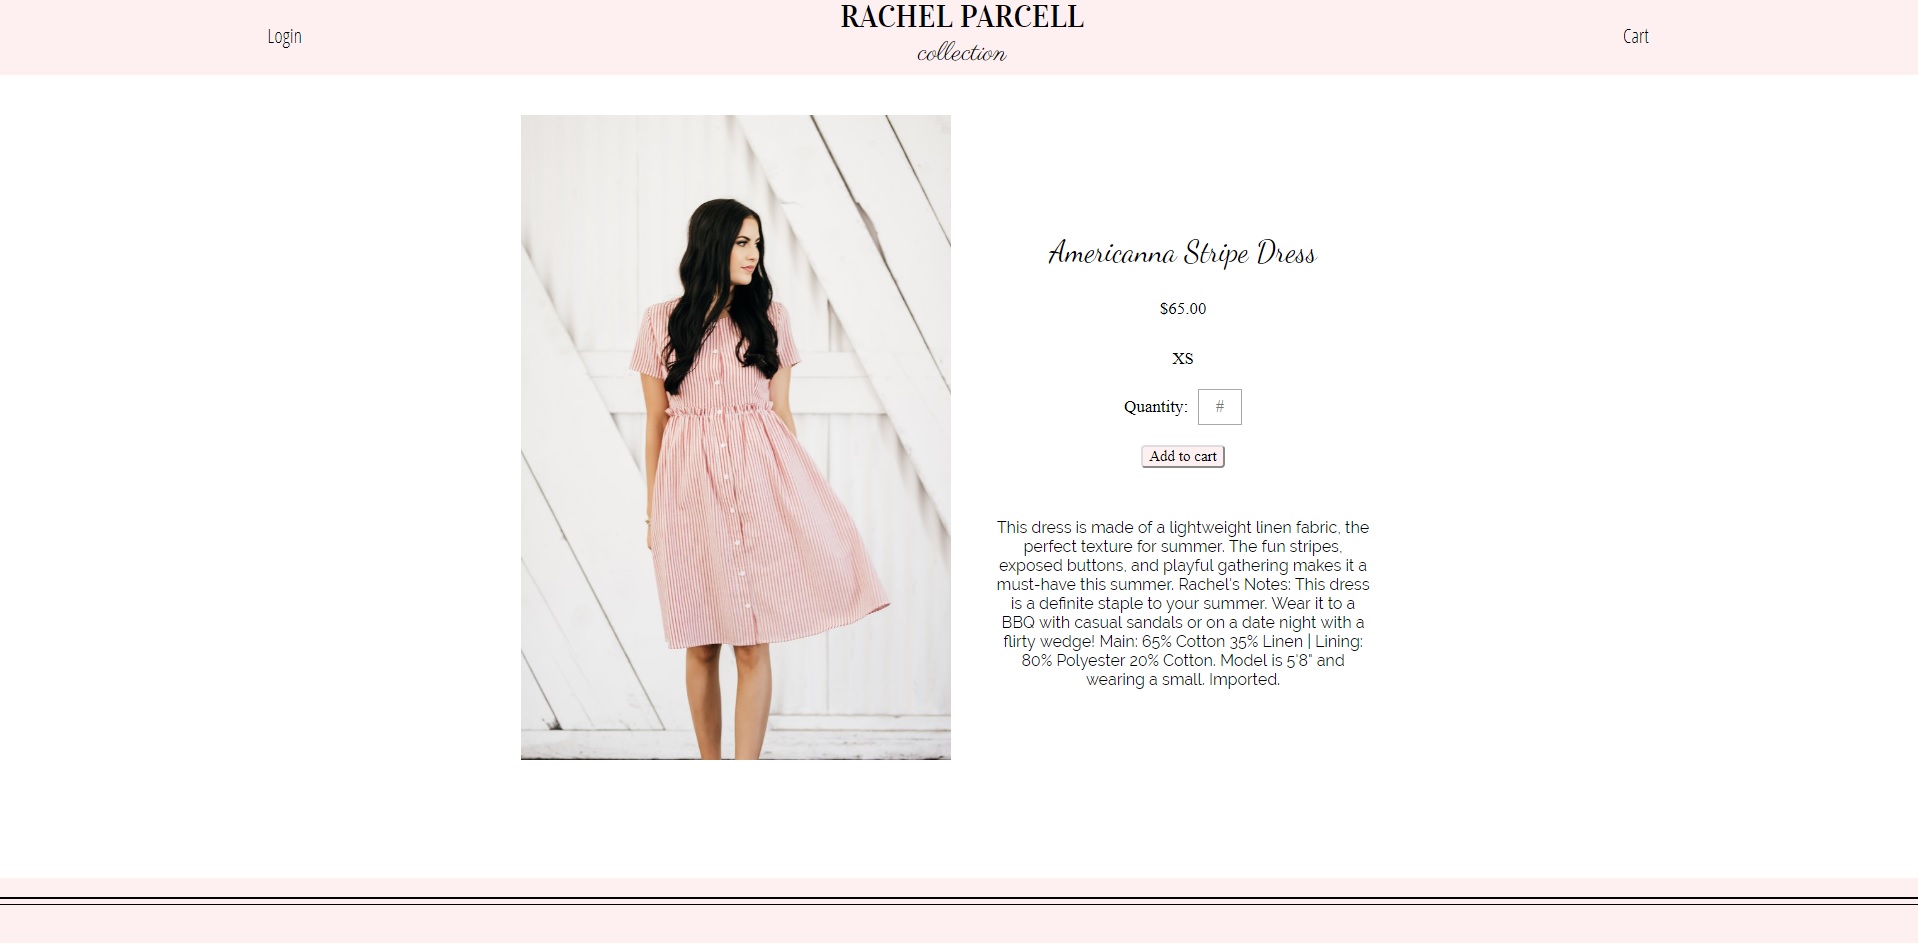 Login
RACHEL PARCELL
collection
Cart
Americanna Stripe Dress
$65.00
XS
Quantity: #
Add to cart
This dress is made of a lightweight linen fabric, the
perfect texture for summer. The fun stripes,
exposed buttons, and playful gathering makes it a
must-have this summer. Rachel's Notes: This dress
is a definite staple to your summer. Wear it to a
BBQ with casual sandals or on a date night with a
flirty wedge! Main: 65% Cotton 35% Linen | Lining:
80% Polyester 20% Cotton. Model is 5'8" and
wearing a small. Imported.